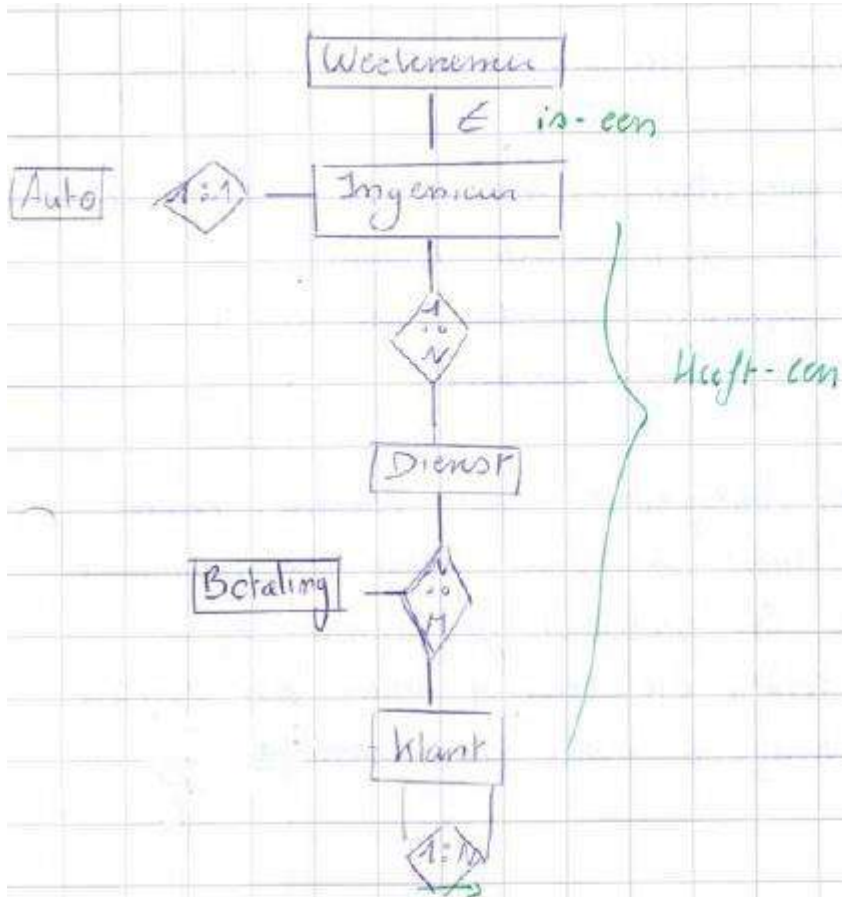 Werknemer
E is-een
Auto
1:1
Ingenieur
1
:
N
Heeft-een
Dienst
N
:
M
Betaling
Klant
1:N